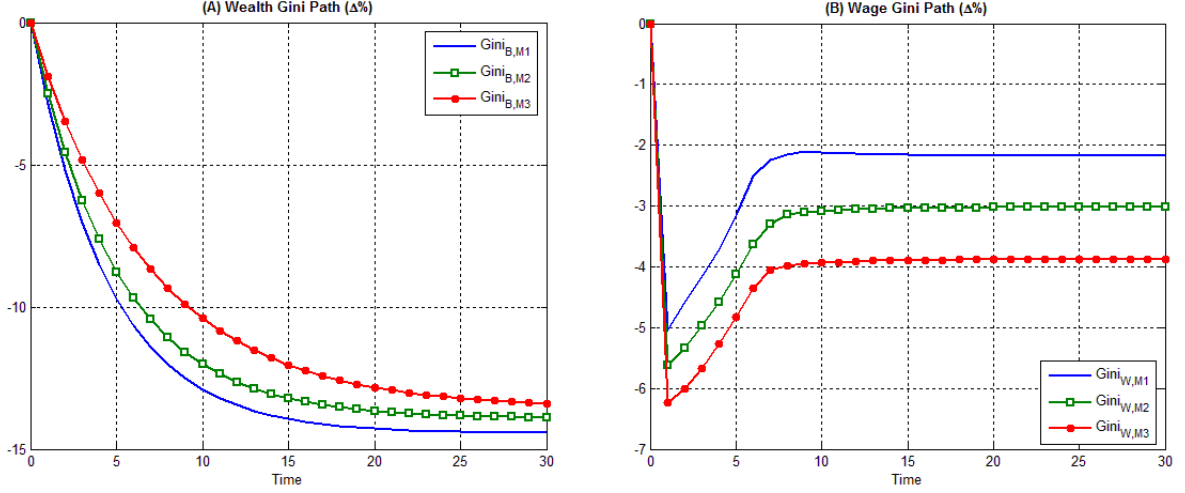 (A) Wealth Gini Path (Δ%)
0
-5
-10
-15
0
5
10
15
20
25
30
Time
Gini_B,M1
Gini_B,M2
Gini_B,M3
(B) Wage Gini Path (Δ%)
0
-1
-2
-3
-4
-5
-6
-7
0
5
10
15
20
25
30
Time
Gini_W,M1
Gini_W,M2
Gini_W,M3